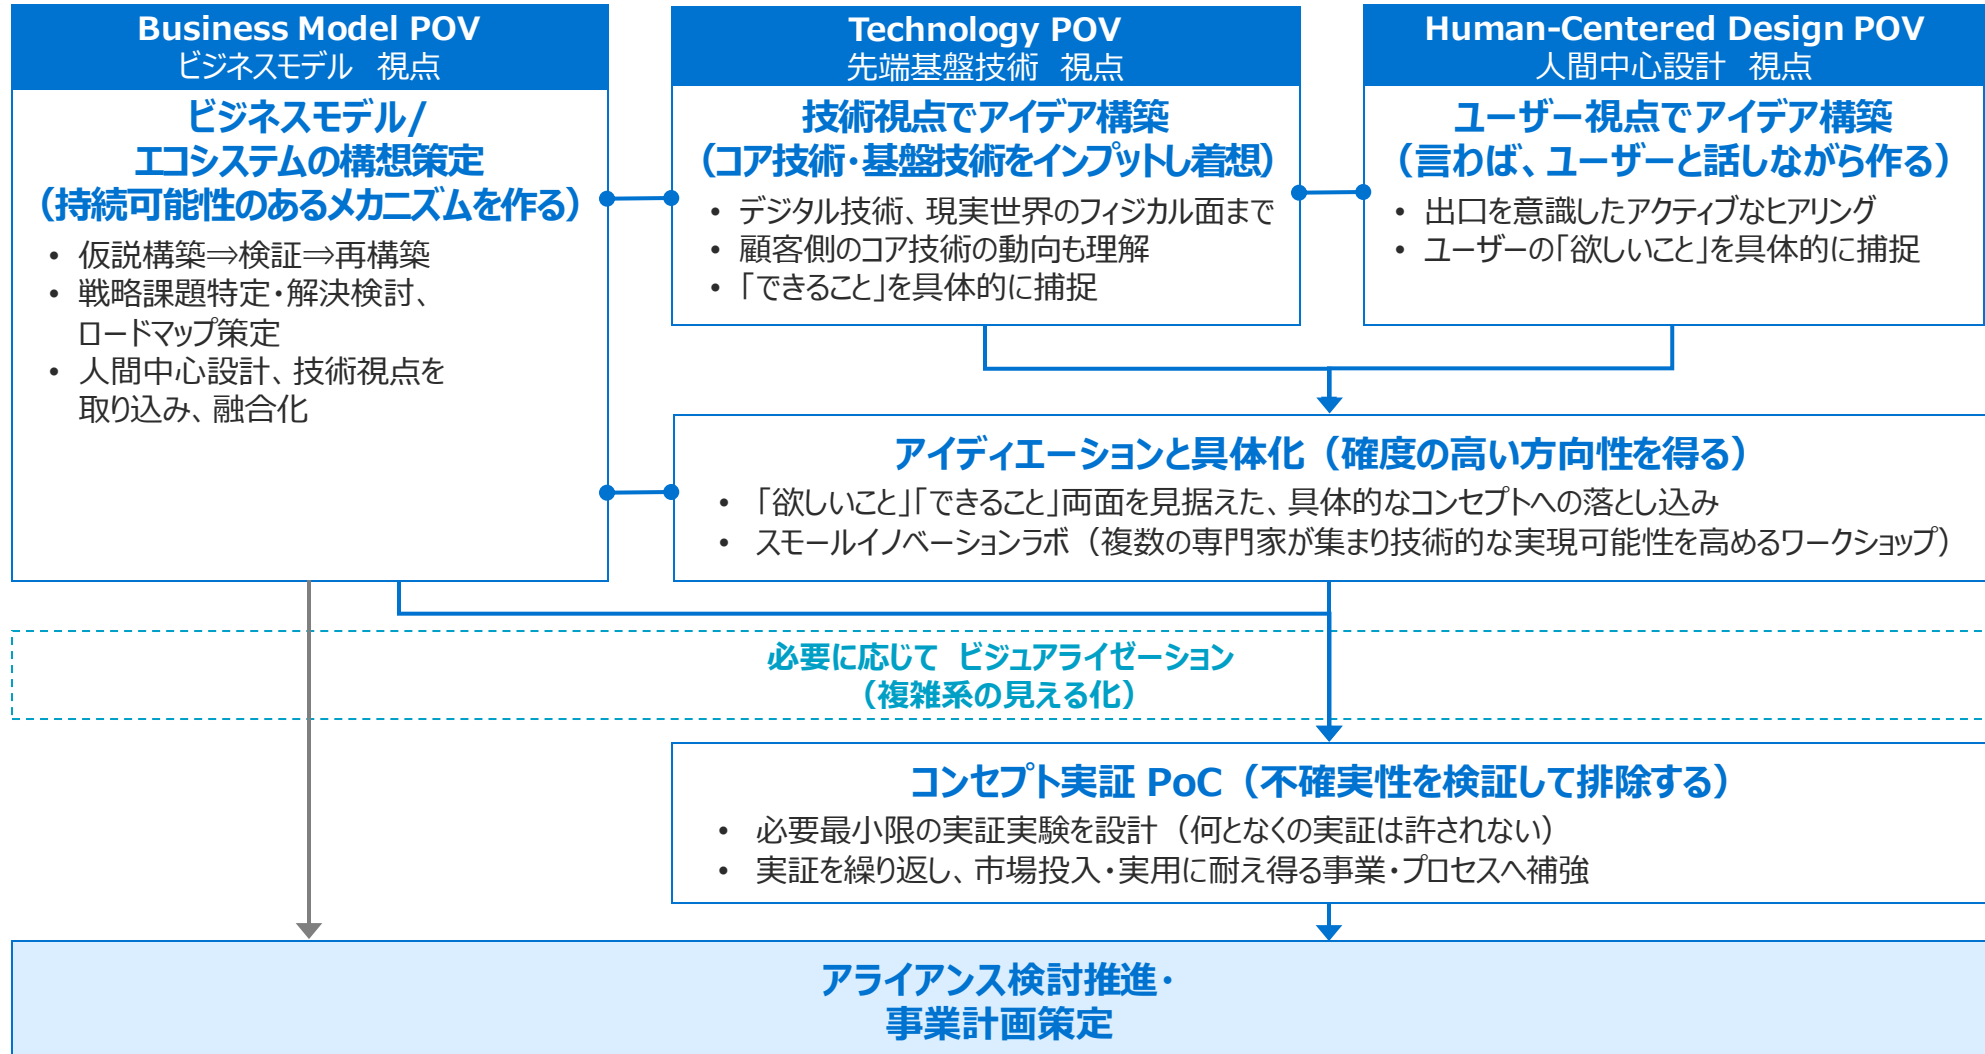 Business Model POV
ビジネスモデル 視点
ビジネスモデル/
エコシステムの構想策定
（持続可能性のあるメカニズムを作る）
• 仮説構築⇒検証⇒再構築
• 戦略課題特定・解決検討、
ロードマップ策定
• 人間中心設計、技術視点を
取り込み、融合化
Technology POV
先端基盤技術 視点
技術視点でアイデア構築
（コア技術・基盤技術をインプットし着想）
• デジタル技術、現実世界のフィジカル面まで
• 顧客側のコア技術の動向も理解
• 「できること」を具体的に捕捉
Human-Centered Design POV
人間中心設計 視点
ユーザー視点でアイデア構築
（言わば、ユーザーと話しながら作る）
• 出口を意識したアクティブなヒアリング
• ユーザーの「欲しいこと」を具体的に捕捉
アイディエーションと具体化（確度の高い方向性を得る）
• 「欲しいこと」「できること」両面を見据えた、具体的なコンセプトへの落とし込み
• スモールイノベーションラボ（複数の専門家が集まり技術的な実現可能性を高めるワークショップ）
必要に応じて ビジュアライゼーション
（複雑系の見える化）
コンセプト実証 PoC（不確実性を検証して排除する）
• 必要最小限の実証実験を設計（何となくの実証は許されない）
• 実証を繰り返し、市場投入・実用に耐え得る事業・プロセスへ補強
アライアンス検討推進・
事業計画策定